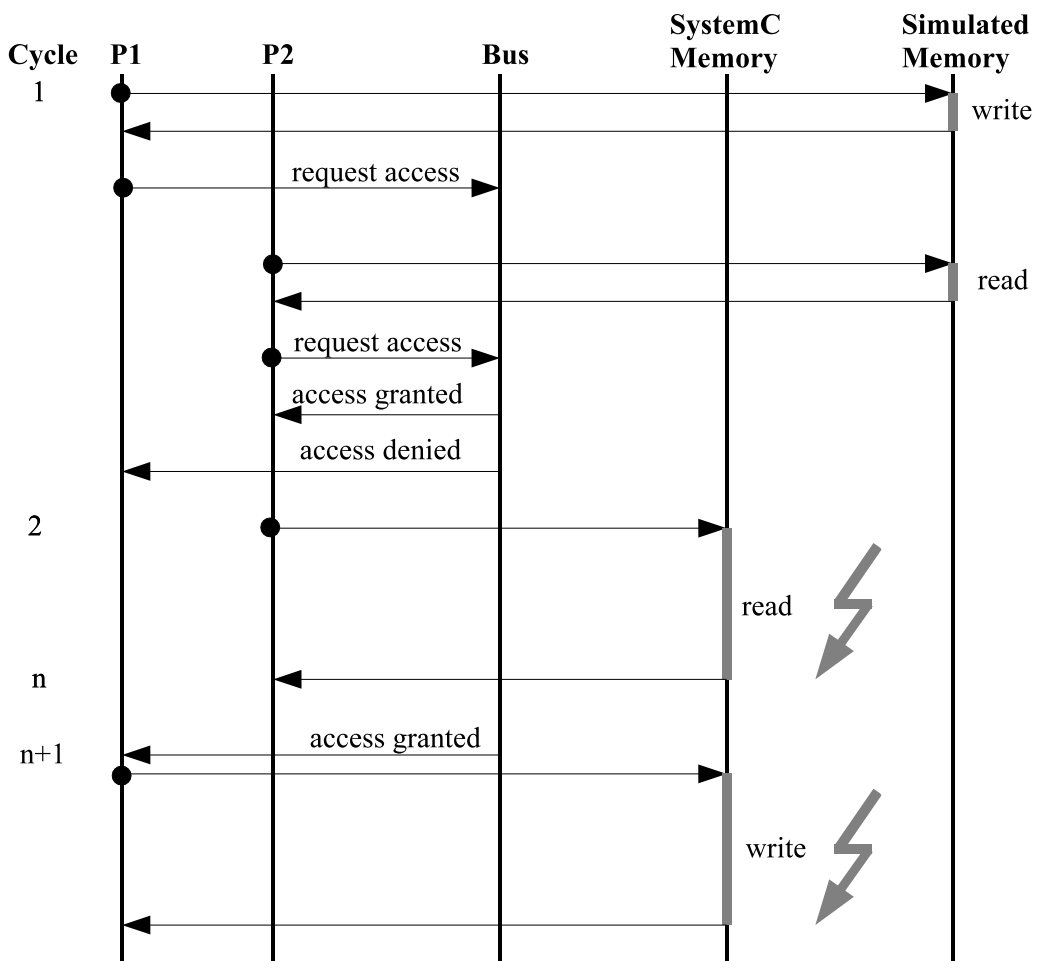 Cycle P1 P2 Bus SystemC Memory Simulated Memory
1
write
request access
read
request access
access granted
access denied
2
read
n
access granted
n+1
write